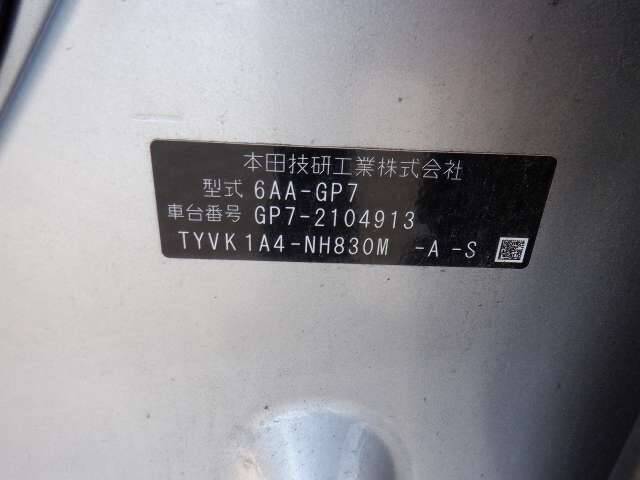 本田技研工業株式会社
型式 6AA-GP7
車台番号 GP7-2104913
TYVK1A4-NH830M -A -S